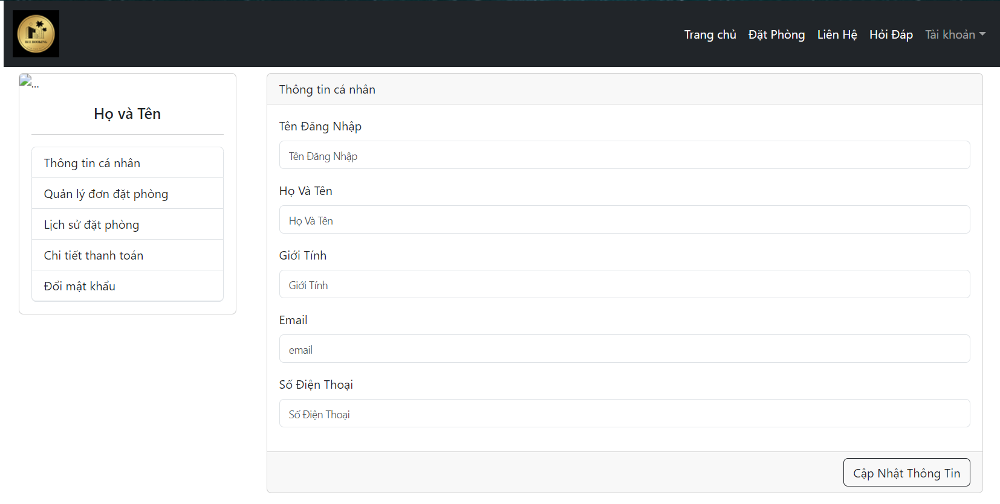 BEE BOOKING
Trang chủ Đặt Phòng Liên Hệ Hỏi Đáp Tài khoản
...
Họ và Tên
Thông tin cá nhân
Quản lý đơn đặt phòng
Lịch sử đặt phòng
Chi tiết thanh toán
Đổi mật khẩu
Thông tin cá nhân
Tên Đăng Nhập
Tên Đăng Nhập
Họ Và Tên
Họ Và Tên
Giới Tính
Giới Tính
Email
email
Số Điện Thoại
Số Điện Thoại
Cập Nhật Thông Tin